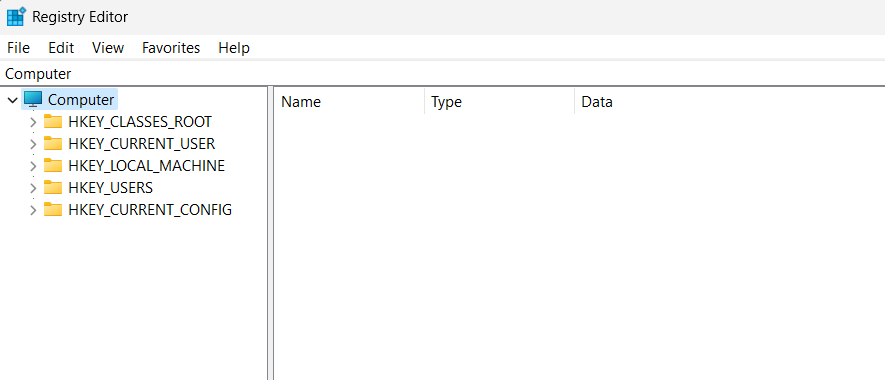 Registry Editor
File Edit View Favorites Help
Computer
Computer
HKEY_CLASSES_ROOT
HKEY_CURRENT_USER
HKEY_LOCAL_MACHINE
HKEY_USERS
HKEY_CURRENT_CONFIG
Name Type Data